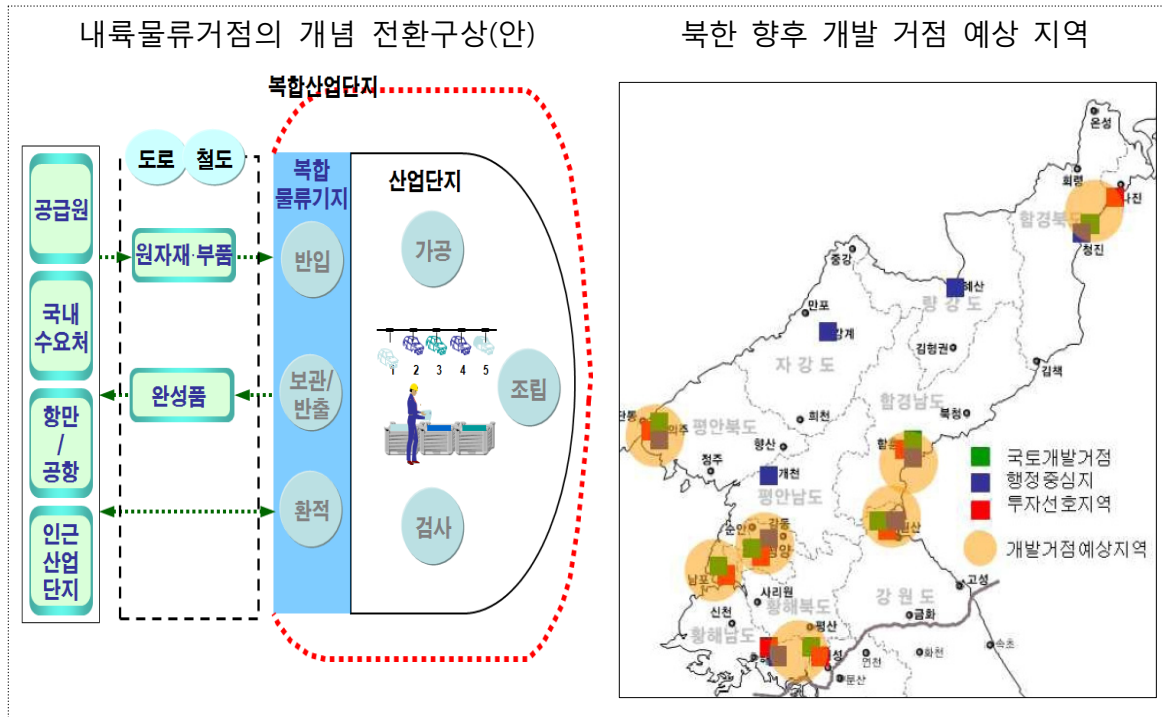 내륙물류거점의 개념 전환구상(안)
복합산업단지
도로
철도
공급원
국내
수요처
항만
/
공항
인근
산업
단지
원자재·부품
완성품
복합
물류기지
반입
보관/
반출
환적
산업단지
가공
1 2 3 4 5
조립
검사
북한 향후 개발 거점 예상 지역
온성
회령
나진
함경북도
청진
중강
혜산
량강도
만포
강계
김형권
자강도
김책
함경남도
단동
의주
평안북도
희천
북청
향산
함흥
정주
개천
평안남도
국토개발거점
행정중심지
투자선호지역
개발거점예상지역
순안
강동
평양
원산
남포
사리원
고성
강원도
황해북도
신천
금화
황해남도
평산
해
개성
연천
화천
속초
문산